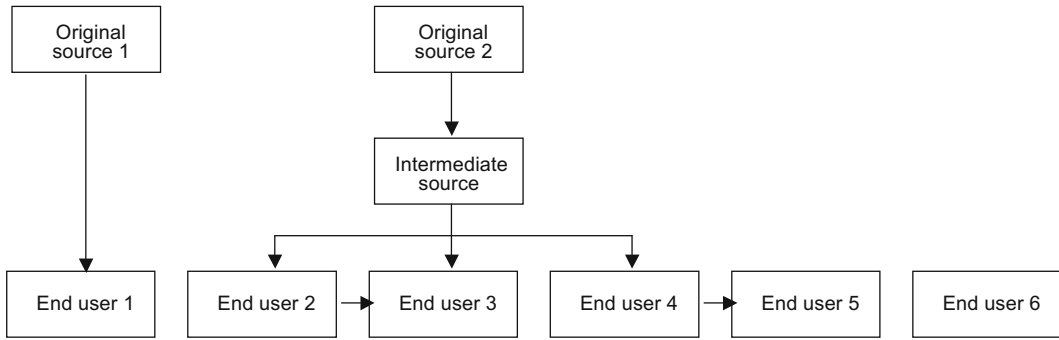 Original
source 1
Original
source 2
Intermediate
source
End user 1
End user 2
End user 3
End user 4
End user 5
End user 6